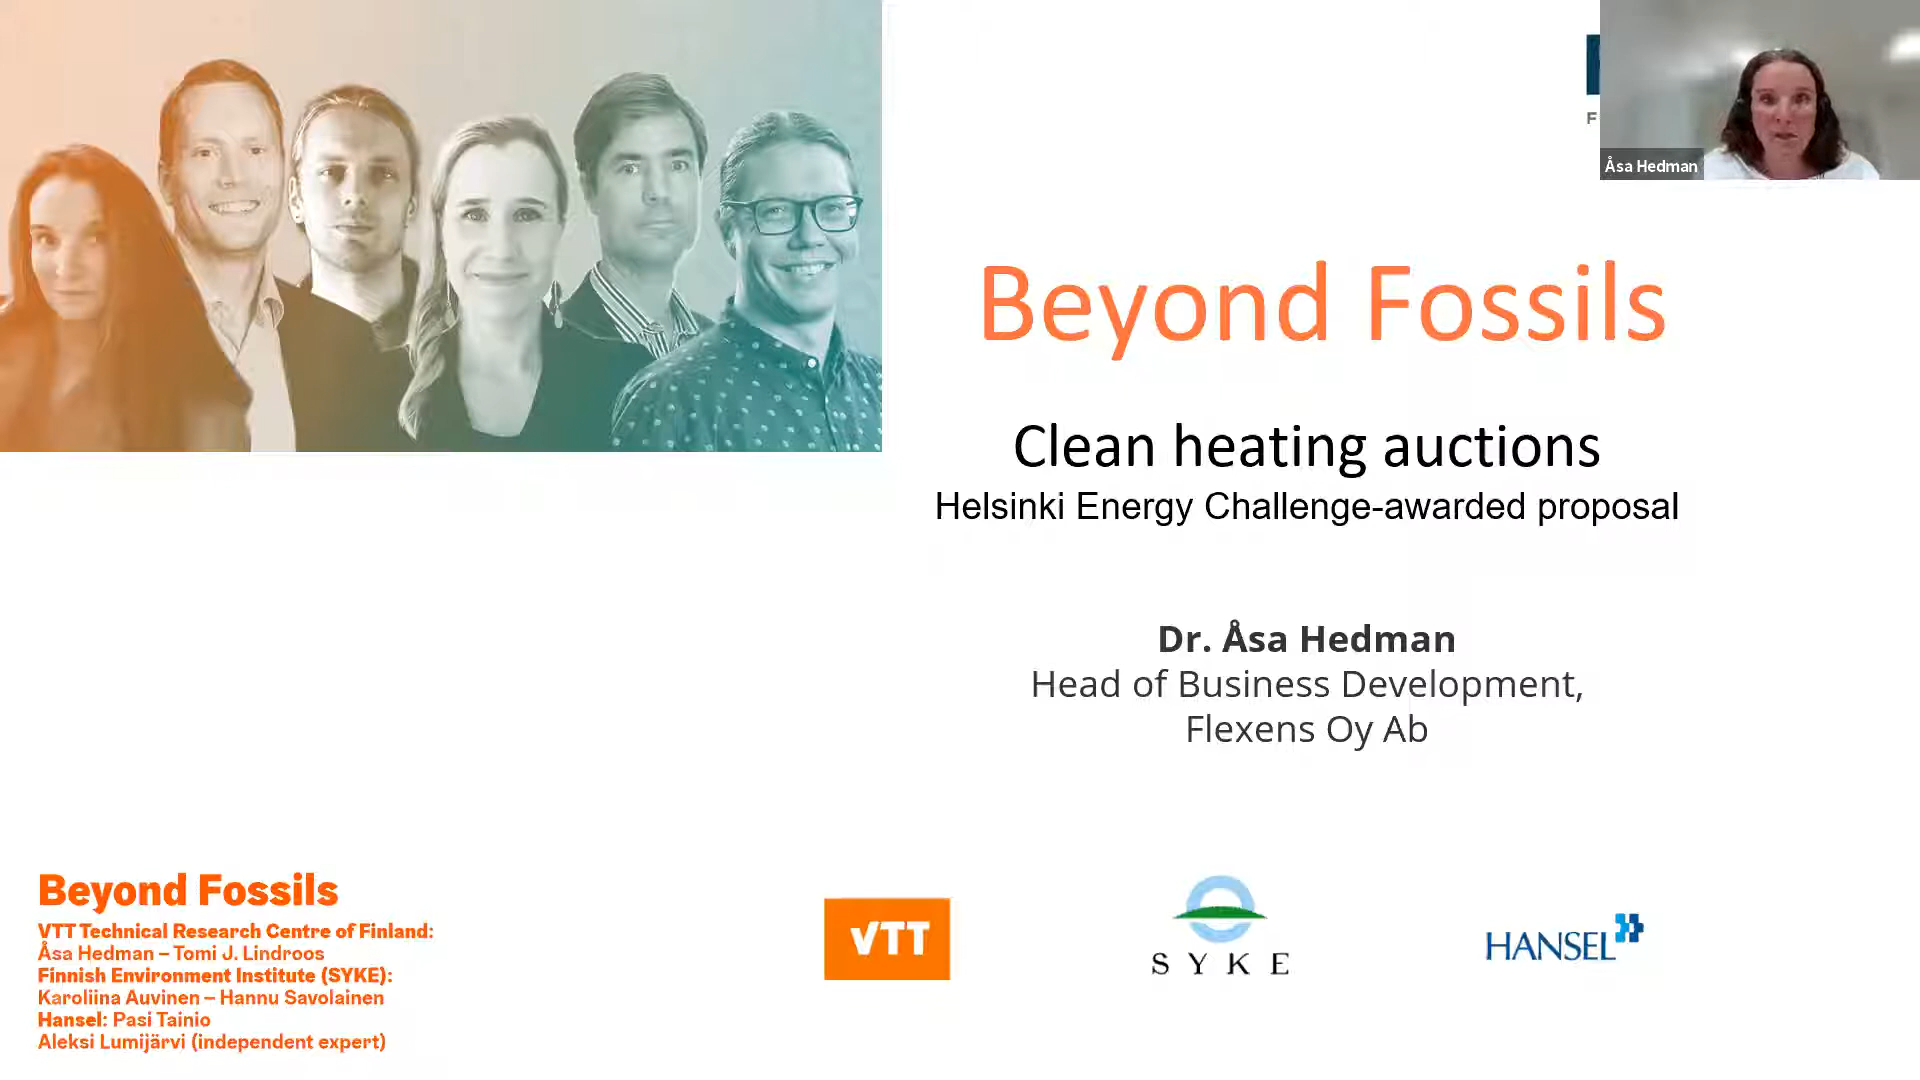 F
Åsa Hedman
Beyond Fossils
Clean heating auctions
Helsinki Energy Challenge-awarded proposal
Dr. Åsa Hedman
Head of Business Development,
Flexens Oy Ab
Beyond Fossils
VTT Technical Research Centre of Finland:
Åsa Hedman – Tomi J. Lindroos
Finnish Environment Institute (SYKE):
Karoliina Auvinen – Hannu Savolainen
Hansel: Pasi Tainio
Aleksi Lumijärvi (independent expert)
VTT
SYKE
HANSEL